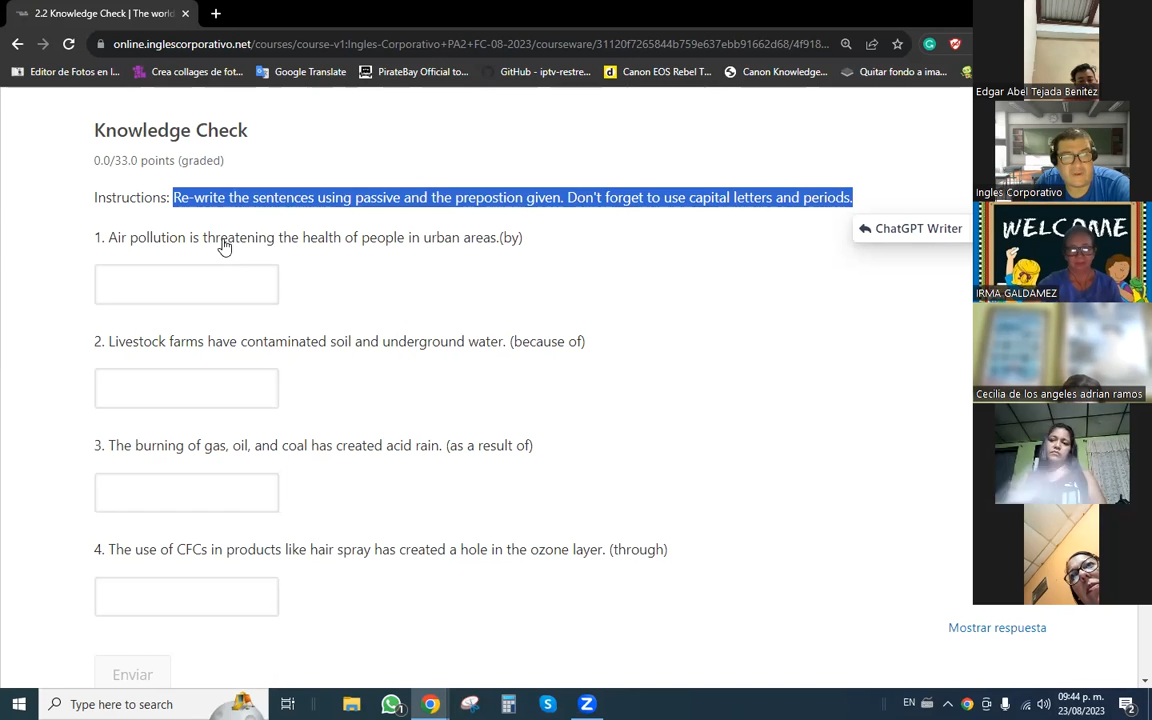 2.2 Knowledge Check | The world
online.inglescorporativo.net/courses/course-v1:Ingles-Corporativo+PA2+FC-08-2023/courseware/31120f7265844b759e637ebb91662d68/4f918...
Editor de Fotos en l...
Crea collages de fot...
Google Translate
PirateBay Official to...
GitHub - iptv-restre...
Canon EOS Rebel T...
Canon Knowledge...
Quitar fondo a ima...
Knowledge Check
0.0/33.0 points (graded)
Instructions: Re-write the sentences using passive and the prepostion given. Don't forget to use capital letters and periods.
ChatGPT Writer
1. Air pollution is threatening the health of people in urban areas.(by)
2. Livestock farms have contaminated soil and underground water. (because of)
3. The burning of gas, oil, and coal has created acid rain. (as a result of)
4. The use of CFCs in products like hair spray has created a hole in the ozone layer. (through)
Mostrar respuesta
Enviar
Edgar Abel Tejada Benitez
Ingles Corporativo
WELCOME
IRMA GALDAMEZ
Cecilia de los angeles adrian ramos
Type here to search
1
EN
09:44 p. m.
23/08/2023
2